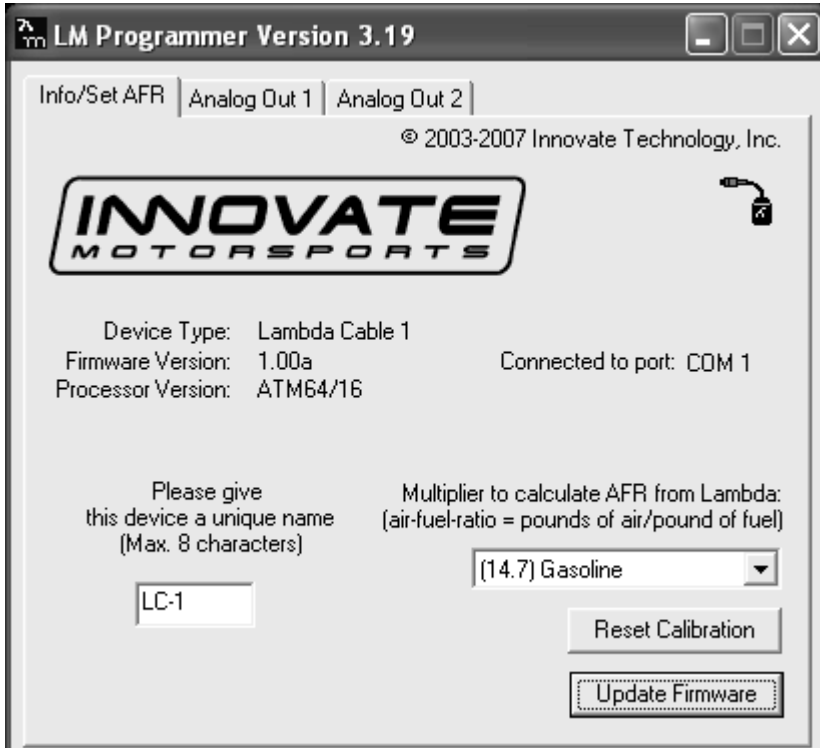 LM Programmer Version 3.19
Info/Set AFR
Analog Out 1
Analog Out 2
© 2003-2007 Innovate Technology, Inc.
INNOVATE
MOTORSPORTS
Device Type: Lambda Cable 1
Firmware Version: 1.00a
Connected to port: COM 1
Processor Version: ATM64/16
Please give
this device a unique name
(Max. 8 characters)
LC-1
Multiplier to calculate AFR from Lambda:
(air-fuel-ratio = pounds of air/pound of fuel)
(14.7) Gasoline
Reset Calibration
Update Firmware